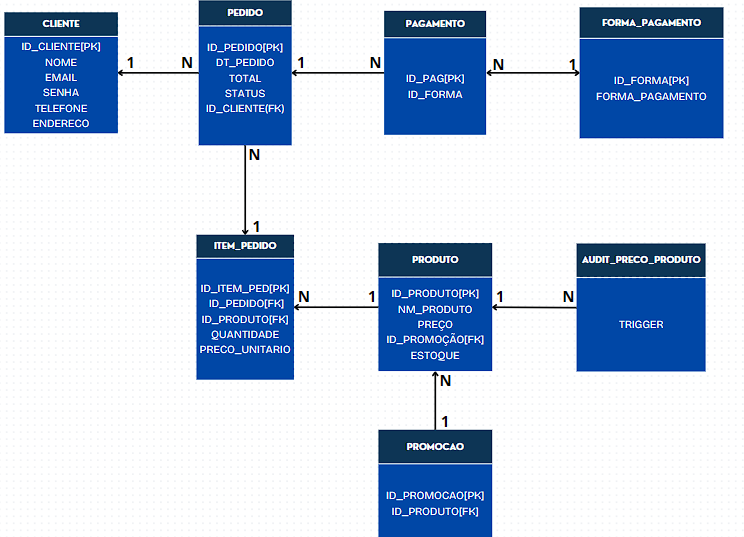 CLIENTE
ID_CLIENTE[PK]
NOME
EMAIL
SENHA
TELEFONE
ENDERECO
1
N
PEDIDO
ID_PEDIDO[PK]
DT_PEDIDO
TOTAL
STATUS
ID_CLIENTE(FK)
1
N
PAGAMENTO
ID_PAG[PK]
ID_FORMA
N
1
FORMA_PAGAMENTO
ID_FORMA[PK]
FORMA_PAGAMENTO
N
1
ITEM_PEDIDO
ID_ITEM_PED[PK]
ID_PEDIDO[FK]
ID_PRODUTO[FK]
QUANTIDADE
PRECO_UNITARIO
N
1
PRODUTO
ID_PRODUTO[PK]
NM_PRODUTO
PREÇO
ID_PROMOÇÃO[FK]
ESTOQUE
1
N
AUDIT_PRECO_PRODUTO
TRIGGER
N
1
PROMOCAO
ID_PROMOCAO[PK]
ID_PRODUTO[FK]